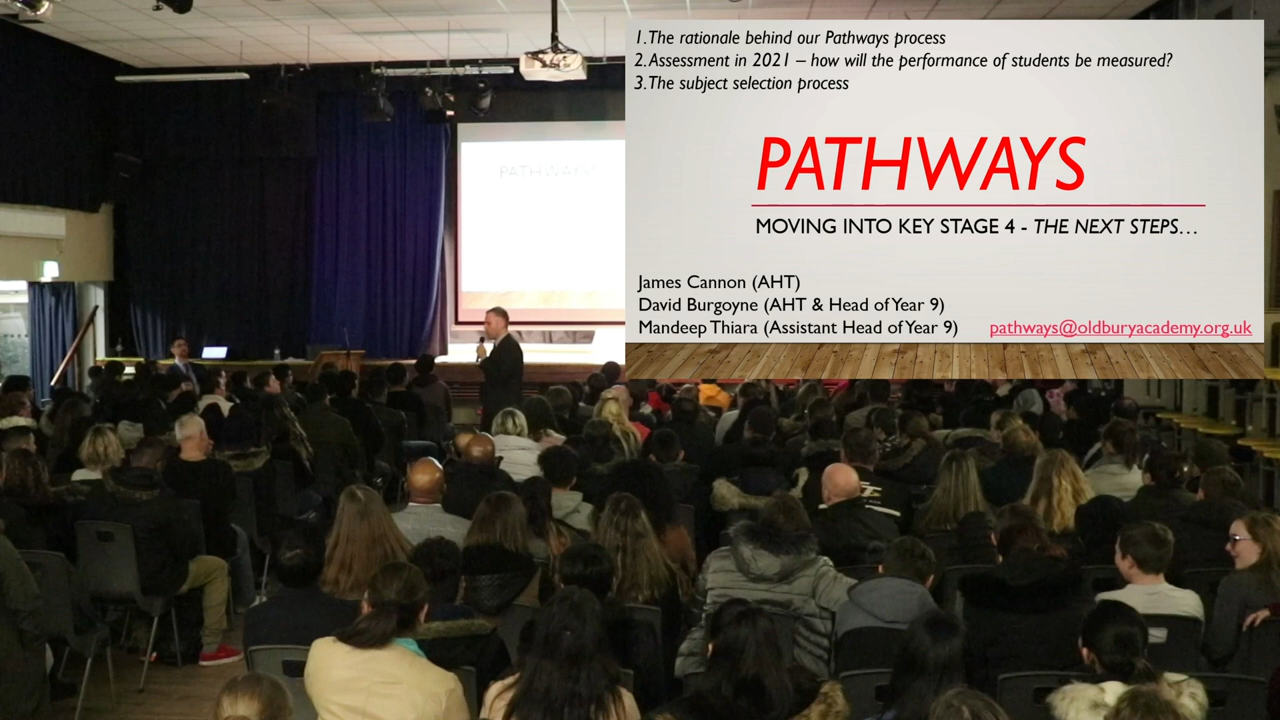 1. The rationale behind our Pathways process
2. Assessment in 2021 – how will the performance of students be measured?
3. The subject selection process
PATHWAYS
MOVING INTO KEY STAGE 4 - THE NEXT STEPS…
James Cannon (AHT)
David Burgoyne (AHT & Head of Year 9)
Mandeep Thiara (Assistant Head of Year 9) pathways@oldburyacademy.org.uk
PATHWAYS